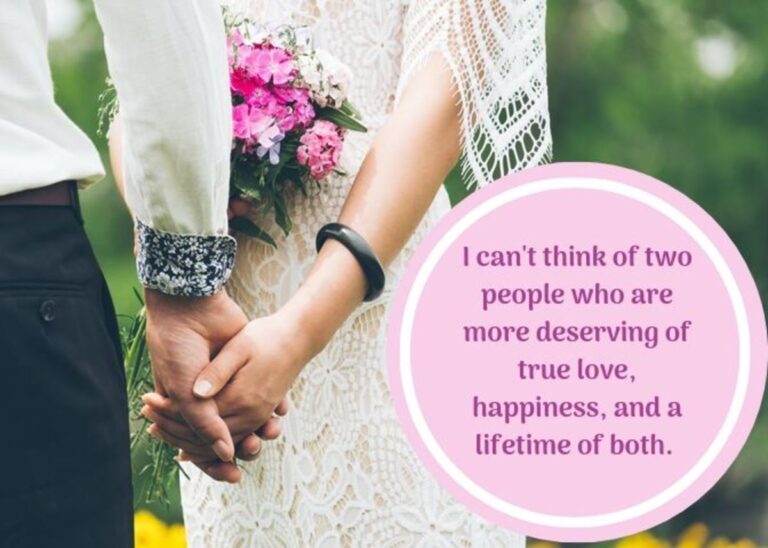 I can't think of two
people who are
more deserving of
true love,
happiness, and a
lifetime of both.